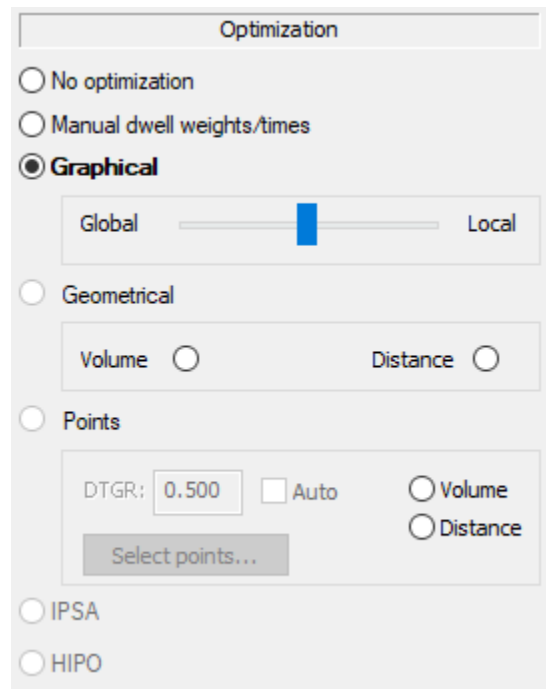 Optimization
No optimization
Manual dwell weights/times
Graphical
Global Local
Geometrical
Volume Distance
Points
DTGR: 0.500 Auto Volume
Distance
Select points...
IPSA
HIPO